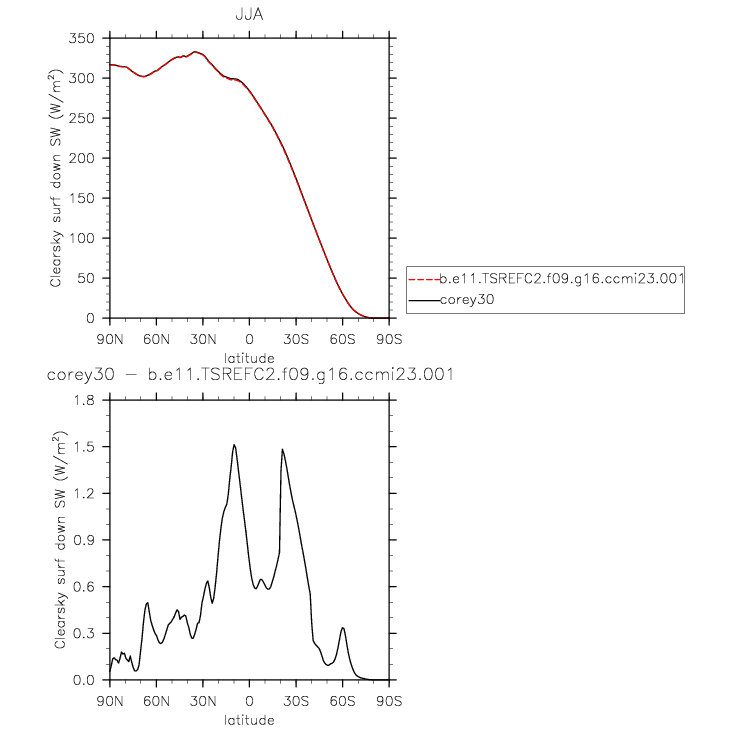 JJA
Clearsky surf down SW (W/m²)
350
300
250
200
150
100
50
0
90N 60N 30N 0 30S 60S 90S
latitude
b.e11.TSREFC2.f09.g16.ccmi23.001
corey30
corey30 − b.e11.TSREFC2.f09.g16.ccmi23.001
Clearsky surf down SW (W/m²)
1.8
1.5
1.2
0.9
0.6
0.3
0.0
90N 60N 30N 0 30S 60S 90S
latitude